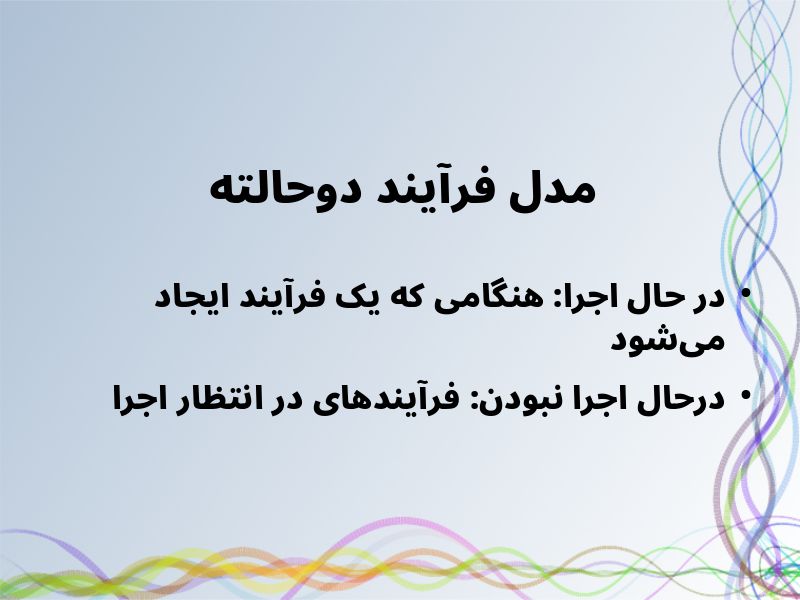 مدل فرآیند دوحالته
• در حال اجرا: هنگامی که یک فرآیند ایجاد
می‌شود
• درحال اجرا نبودن: فرآیندهای در انتظار اجرا